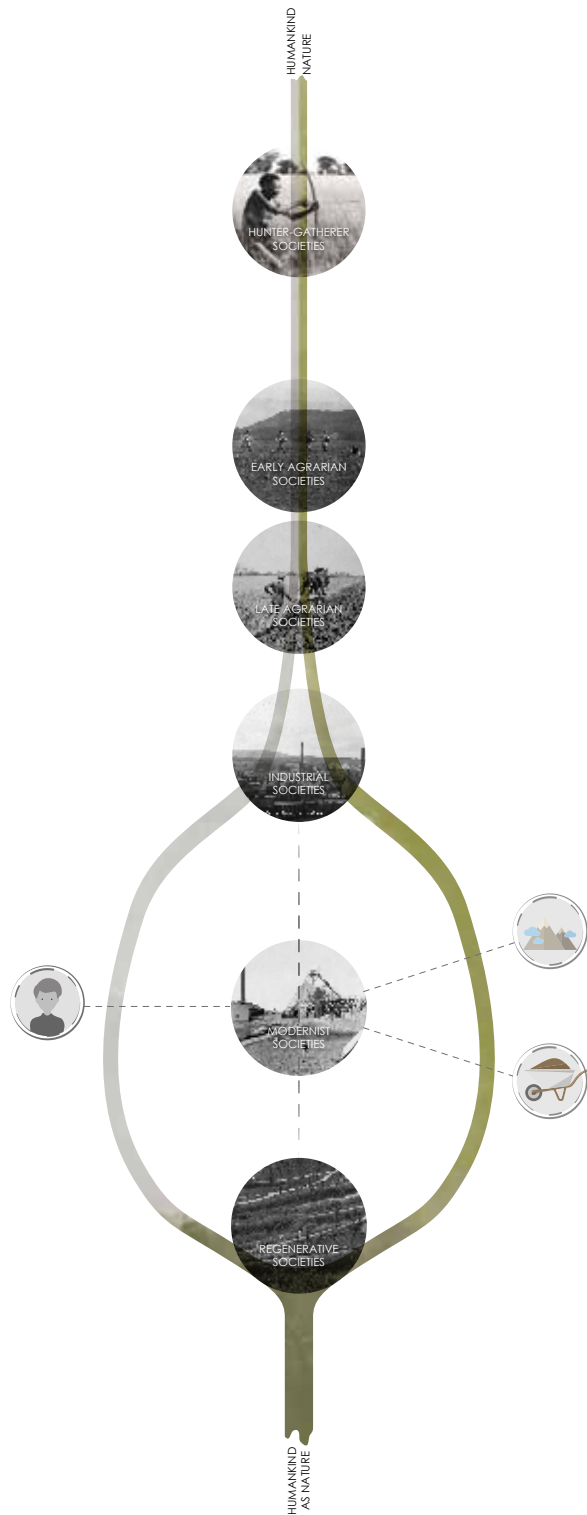 HUMANKIND
NATURE
HUNTER-GATHERER
SOCIETIES
EARLY AGRARIAN
SOCIETIES
LATE AGRARIAN
SOCIETIES
INDUSTRIAL
SOCIETIES
MODERNIST
SOCIETIES
REGENERATIVE
SOCIETIES
HUMANKIND
AS NATURE